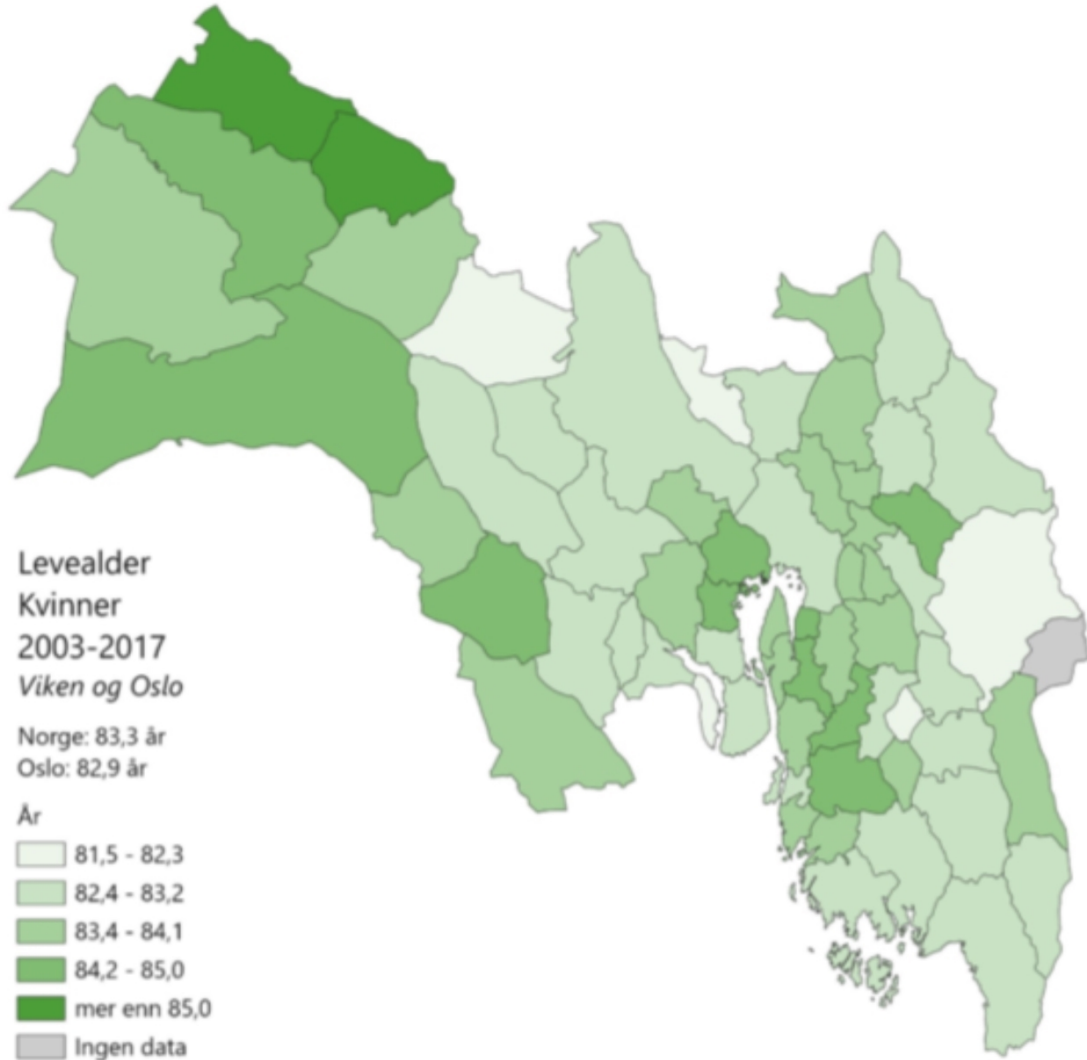 Levealder
Kvinner
2003-2017
Viken og Oslo
Norge: 83,3 år
Oslo: 82,9 år
År
81,5 - 82,3
82,4 - 83,2
83,4 - 84,1
84,2 - 85,0
mer enn 85,0
Ingen data